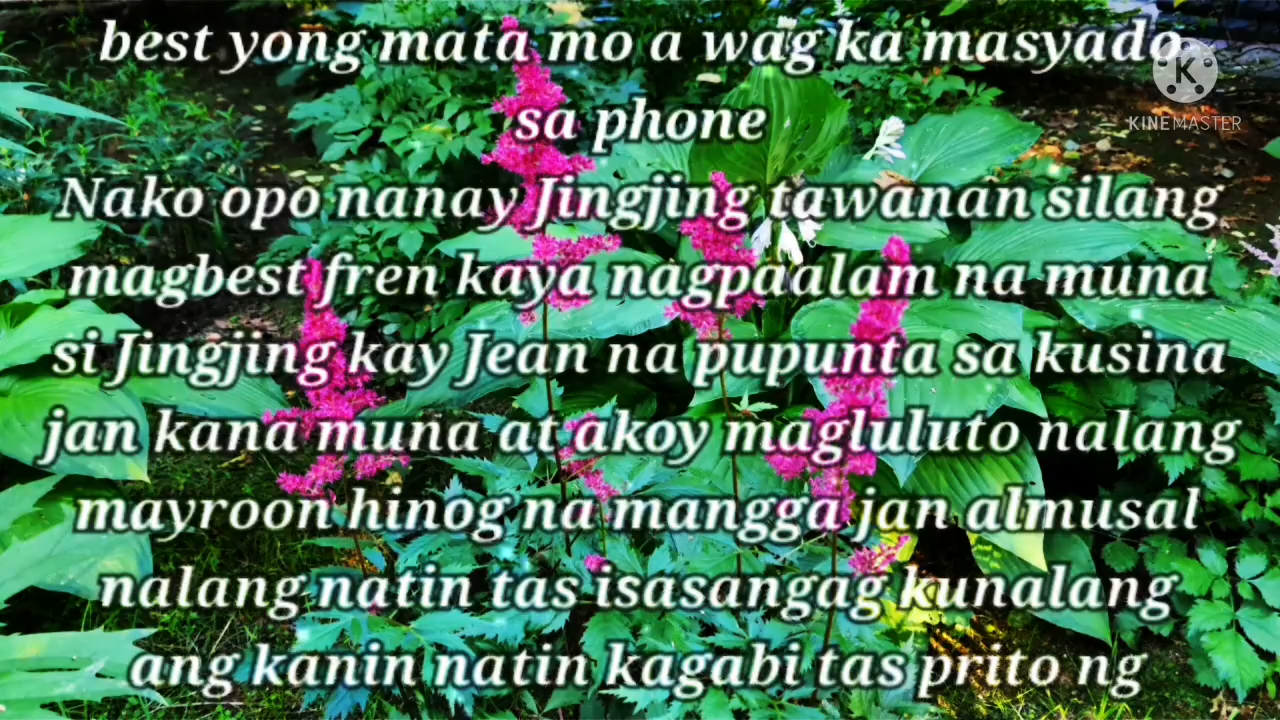 best yong mata mo a wag ka masyado
sa phone
Nako opo nanay Jingjing tawanan silang
magbest fren kaya nagpaalam na muna
si Jingjing kay Jean na pupunta sa kusina
jan kana muna at akoy magluluto nalang
mayroon hinog na mangga jan almusal
nalang natin tas isasangag kunalang
ang kanin natin kagabi tas prito ng
K
KINEMASTER